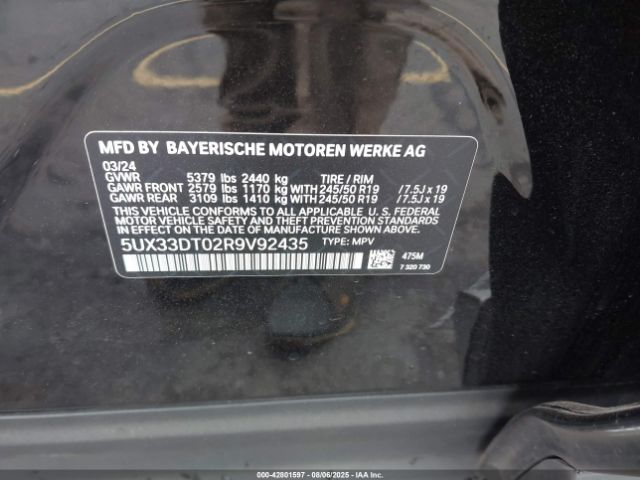 MFD BY BAYERISCHE MOTOREN WERKE AG
03/24
GVWR 5379 lbs 2440 kg TIRE / RIM
GAWR FRONT 2579 lbs 1170 kg WITH 245/50 R19 /7.5J x 19
GAWR REAR 3109 lbs 1410 kg WITH 245/50 R19 /7.5J x 19
THIS VEHICLE CONFORMS TO ALL APPLICABLE U. S. FEDERAL
MOTOR VEHICLE SAFETY, BUMPER, AND THEFT PREVENTION
STANDARDS IN EFFECT ON THE DATE OF MANUFACTURE SHOWN ABOVE.
5UX33DT02R9V92435 TYPE: MPV
475M
7 320 730
000-42801597 - 08/06/2025 - COPYRIGHT IAA, LLC.